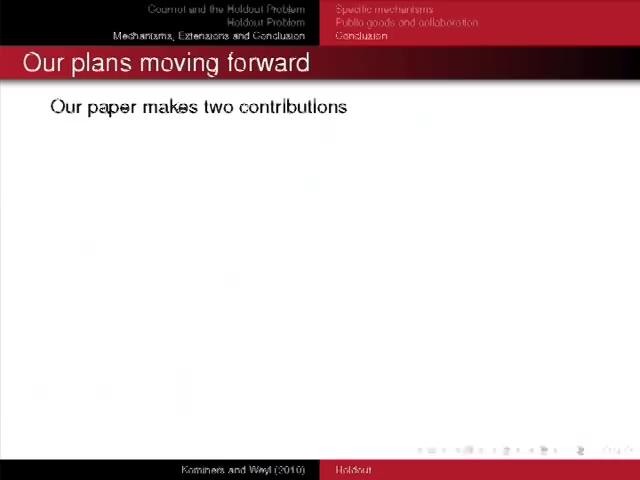 Cournot and the Holdout Problem
Holdout Problem
Mechanisms, Extensions and Conclusion
Specific mechanisms
Public goods and collaboration
Conclusion
Our plans moving forward
Our paper makes two contributions
Kominers and Weyl (2010)
Holdout